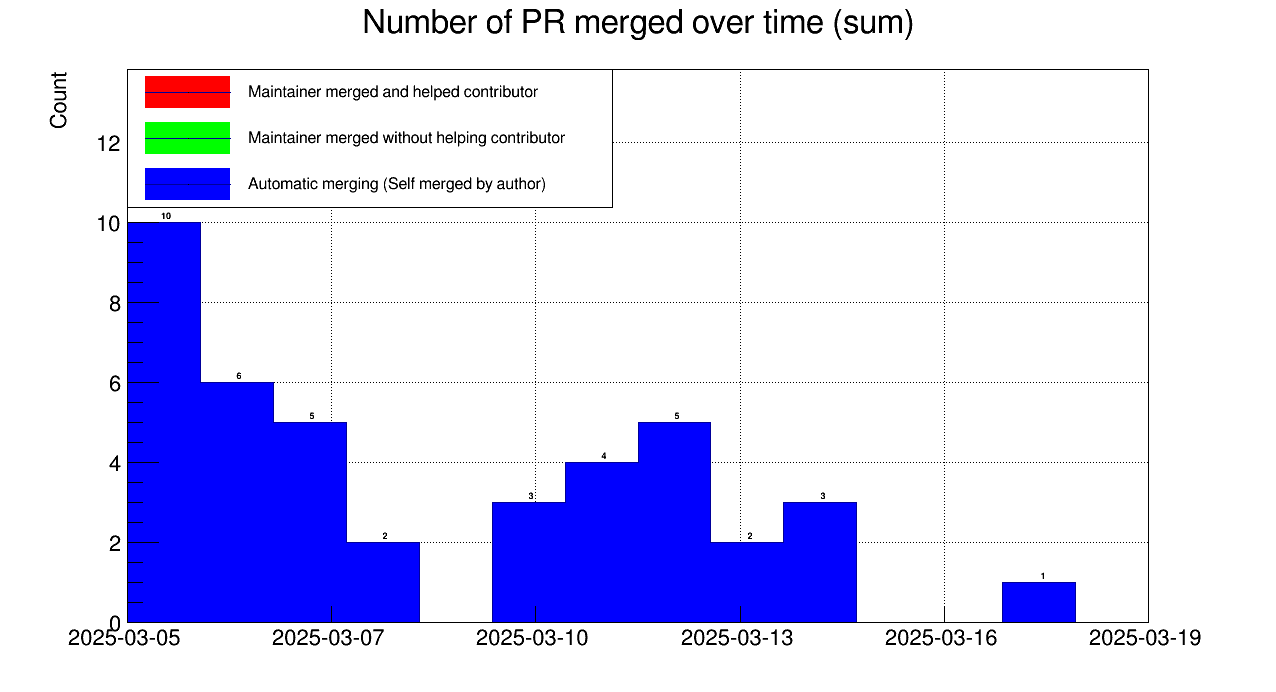 Number of PR merged over time (sum)
Count
Maintainer merged and helped contributor
Maintainer merged without helping contributor
Automatic merging (Self merged by author)
12
10
8
6
4
2
0
10
6
5
2
3
4
5
2
3
1
2025-03-05 2025-03-07 2025-03-10 2025-03-13 2025-03-16 2025-03-19